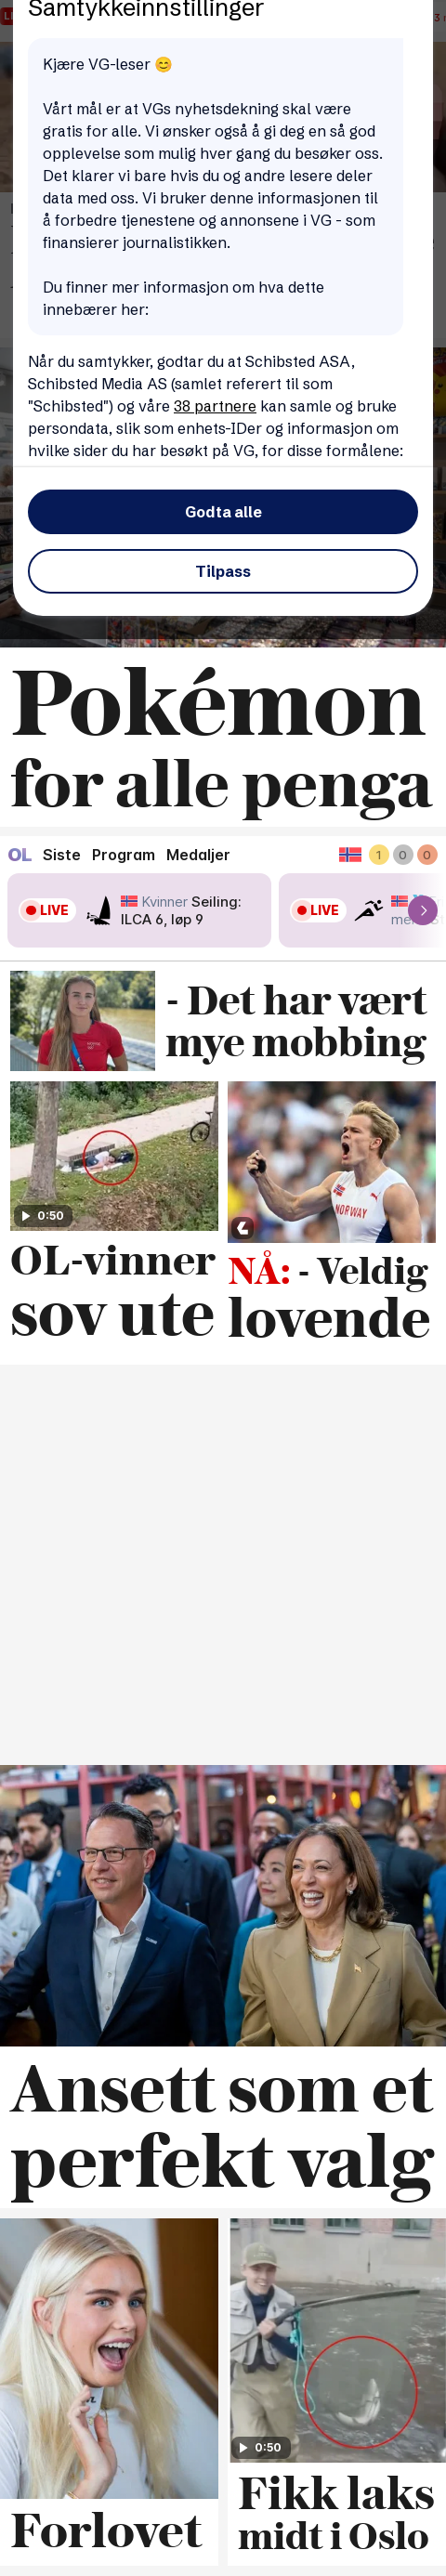 Samtykkeinnstillinger
Kjære VG-leser 😊
Vårt mål er at VGs nyhetsdekning skal være
gratis for alle. Vi ønsker også å gi deg en så god
opplevelse som mulig hver gang du besøker oss.
Det klarer vi bare hvis du og andre lesere deler
data med oss. Vi bruker denne informasjonen til
å forbedre tjenestene og annonsene i VG - som
finansierer journalistikken.
Du finner mer informasjon om hva dette
innebærer her:
Når du samtykker, godtar du at Schibsted ASA,
Schibsted Media AS (samlet referert til som
"Schibsted") og våre 38 partnere kan samle og bruke
persondata, slik som enhets-IDer og informasjon om
hvilke sider du har besøkt på VG, for disse formålene:
Godta alle
Tilpass
Pokémon
for alle penga
OL Siste Program Medaljer 1 0 0
LIVE Kvinner Seiling:
ILCA 6, løp 9
LIVE
- Det har vært
mye mobbing
0:50
OL-vinner
sov ute
NORWAY
NÅ: - Veldig
lovende
Ansett som et
perfekt valg
Forlovet
0:50
Fikk laks
midt i Oslo